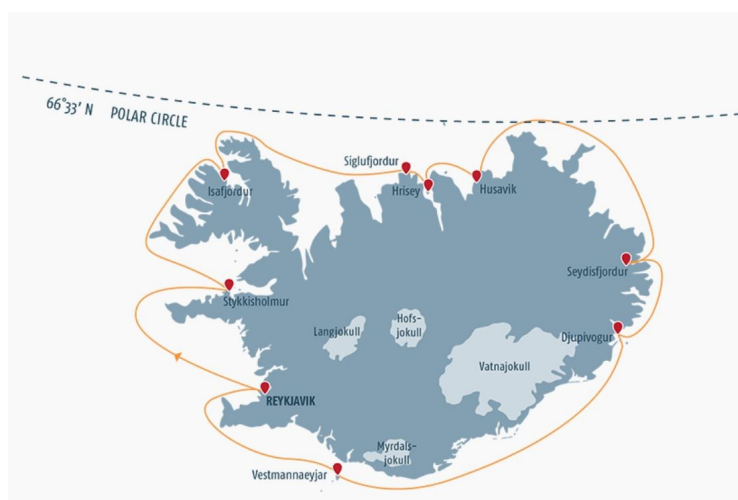 66°33' N POLAR CIRCLE
Siglufjordur
Isafjordur
Hrisey
Husavik
Seydisfjordur
Stykkisholmur
Hofs-
jokull
Langjokull
Djupivogur
Vatnajokull
REYKJAVIK
Myrdals-
jokull
Vestmannaeyjar